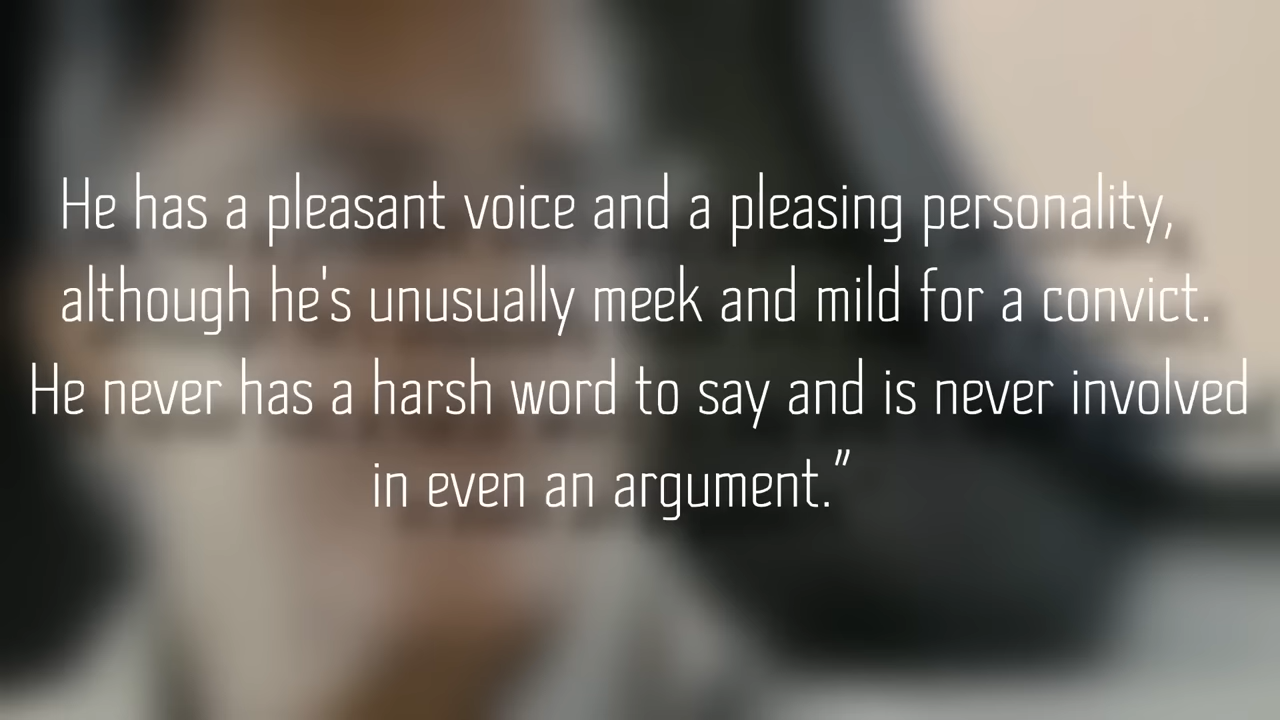 He has a pleasant voice and a pleasing personality,
although he's unusually meek and mild for a convict.
He never has a harsh word to say and is never involved
in even an argument.”